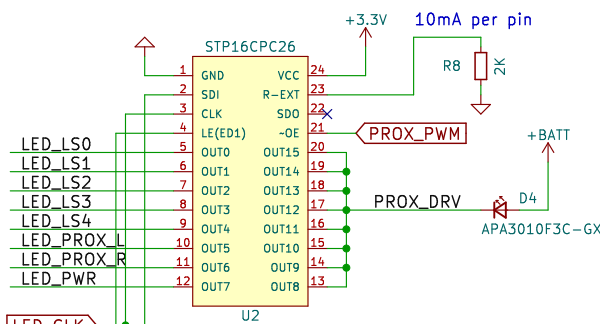 10mA per pin
+3.3V
STP16CPC26
R8
2K
1 GND VCC 24
2 SDI R-EXT 23
3 CLK SDO 22
4 LE(ED1) ~OE 21
PROX_PWM
+BATT
LED_LS0 5 OUT0 OUT15 20
LED_LS1 6 OUT1 OUT14 19
LED_LS2 7 OUT2 OUT13 18
LED_LS3 8 OUT3 OUT12 17 PROX_DRV D4
LED_LS4 9 OUT4 OUT11 16 APA3010F3C-GX
LED_PROX_L 10 OUT5 OUT10 15
LED_PROX_R 11 OUT6 OUT9 14
LED_PWR 12 OUT7 OUT8 13
U2
LED_CLK